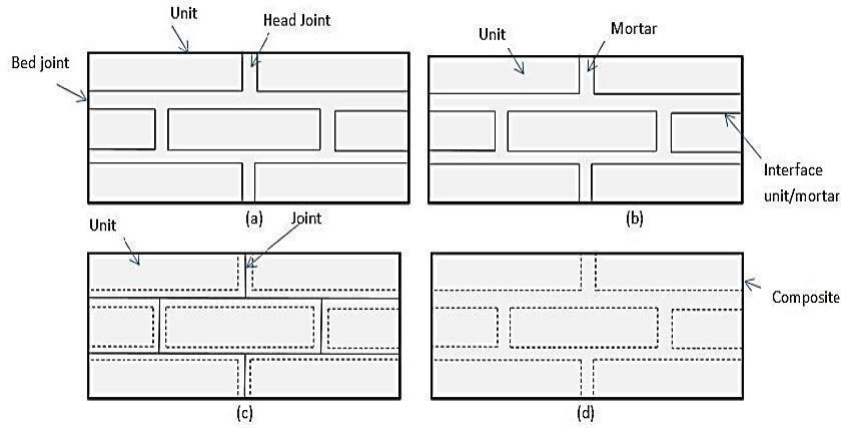 Unit
Head Joint
Bed joint
(a)
Unit
Mortar
Interface
unit/mortar
(b)
Unit
Joint
(c)
Composite
(d)